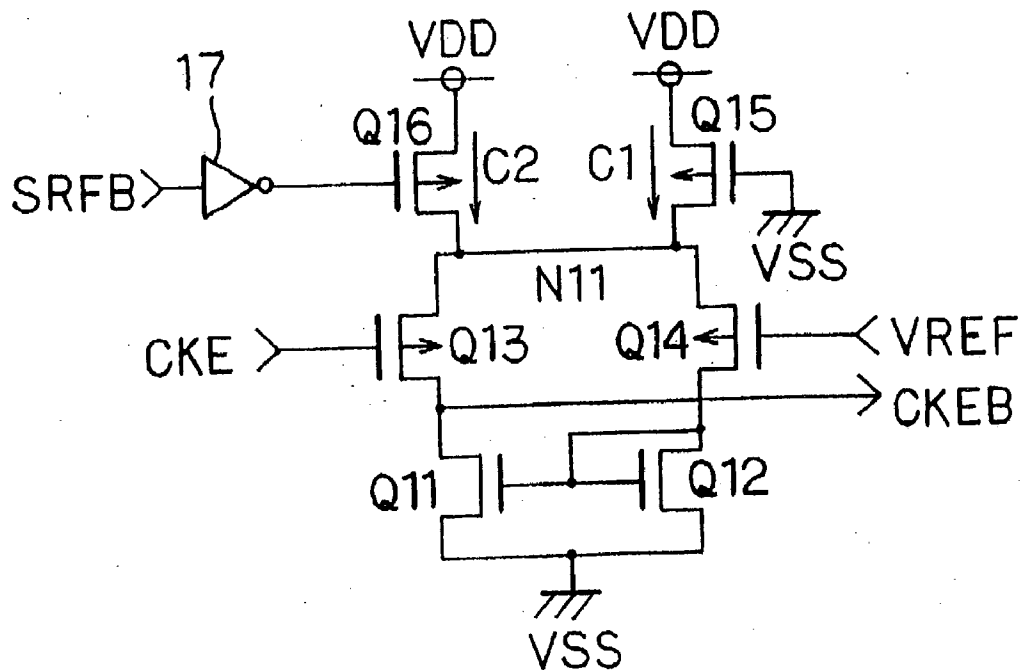 VDD
VDD
17
Q16
Q15
C2
C1
SRFB
VSS
N11
CKE
Q13
Q14
VREF
CKEB
Q11
Q12
VSS